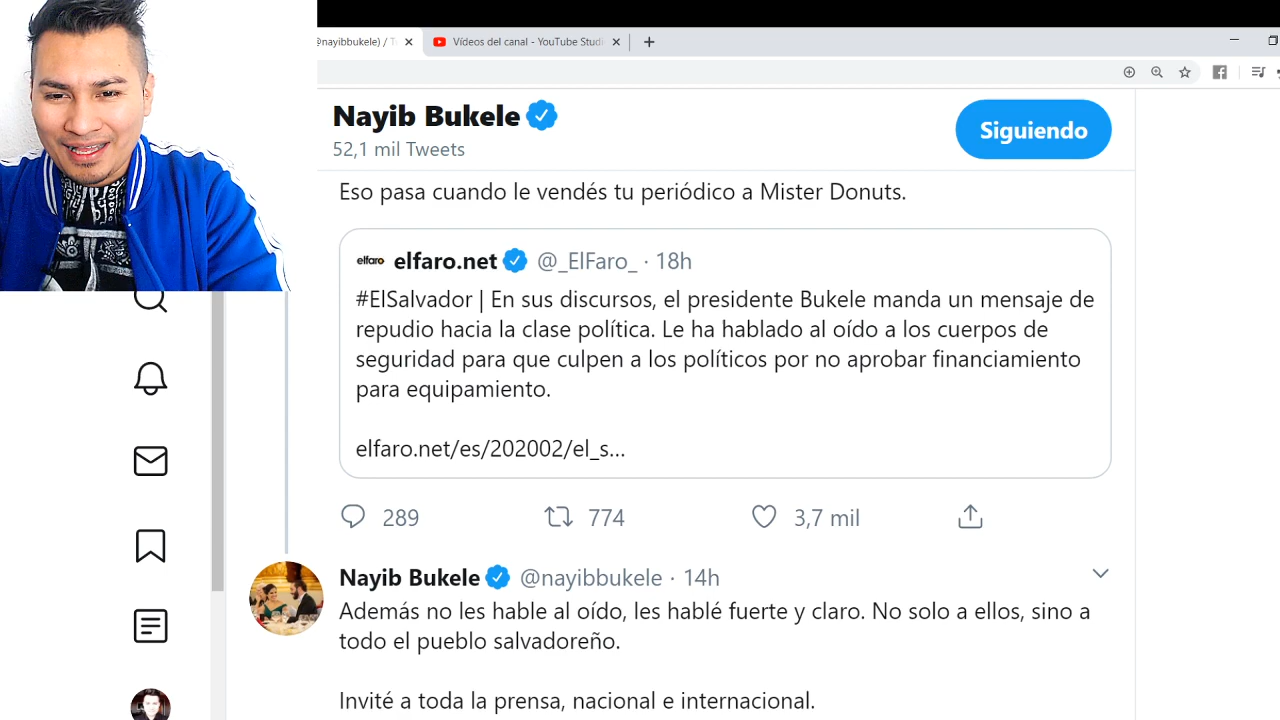 @nayibbukele) / T
Vídeos del canal - YouTube Studi
Nayib Bukele
52,1 mil Tweets
Siguiendo
Eso pasa cuando le vendés tu periódico a Mister Donuts.
elfaro elfaro.net @_ElFaro_ · 18h
#ElSalvador | En sus discursos, el presidente Bukele manda un mensaje de
repudio hacia la clase política. Le ha hablado al oído a los cuerpos de
seguridad para que culpen a los políticos por no aprobar financiamiento
para equipamiento.
elfaro.net/es/202002/el_s...
289 774 3,7 mil
Nayib Bukele @nayibbukele · 14h
Además no les hable al oído, les hablé fuerte y claro. No solo a ellos, sino a
todo el pueblo salvadoreño.
Invité a toda la prensa, nacional e internacional.